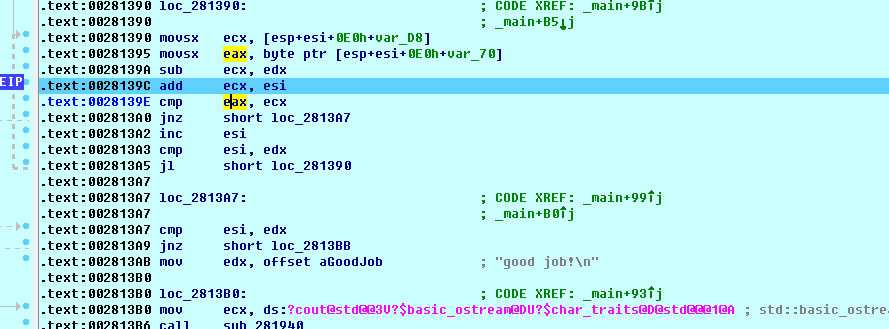 .text:00281390 loc_281390: ; CODE XREF: _main+9B↑j
.text:00281390 ; _main+B5↓j
.text:00281390 movsx ecx, [esp+esi+0E0h+var_D8]
.text:00281395 movsx eax, byte ptr [esp+esi+0E0h+var_70]
.text:0028139A sub ecx, edx
EIP .text:0028139C add ecx, esi
.text:0028139E cmp eax, ecx
.text:002813A0 jnz short loc_2813A7
.text:002813A2 inc esi
.text:002813A3 cmp esi, edx
.text:002813A5 jl short loc_281390
.text:002813A7
.text:002813A7 loc_2813A7: ; CODE XREF: _main+99↑j
.text:002813A7 ; _main+B0↑j
.text:002813A7 cmp esi, edx
.text:002813A9 jnz short loc_2813BB
.text:002813AB mov edx, offset aGoodJob ; "good job!\n"
.text:002813B0
.text:002813B0 loc_2813B0: ; CODE XREF: _main+93↑j
.text:002813B0 mov ecx, ds:?cout@std@@3V?$basic_ostream@DU?$char_traits@D@std@@@1@A ; std::basic_ostre
.text:002813B6 call sub_281940